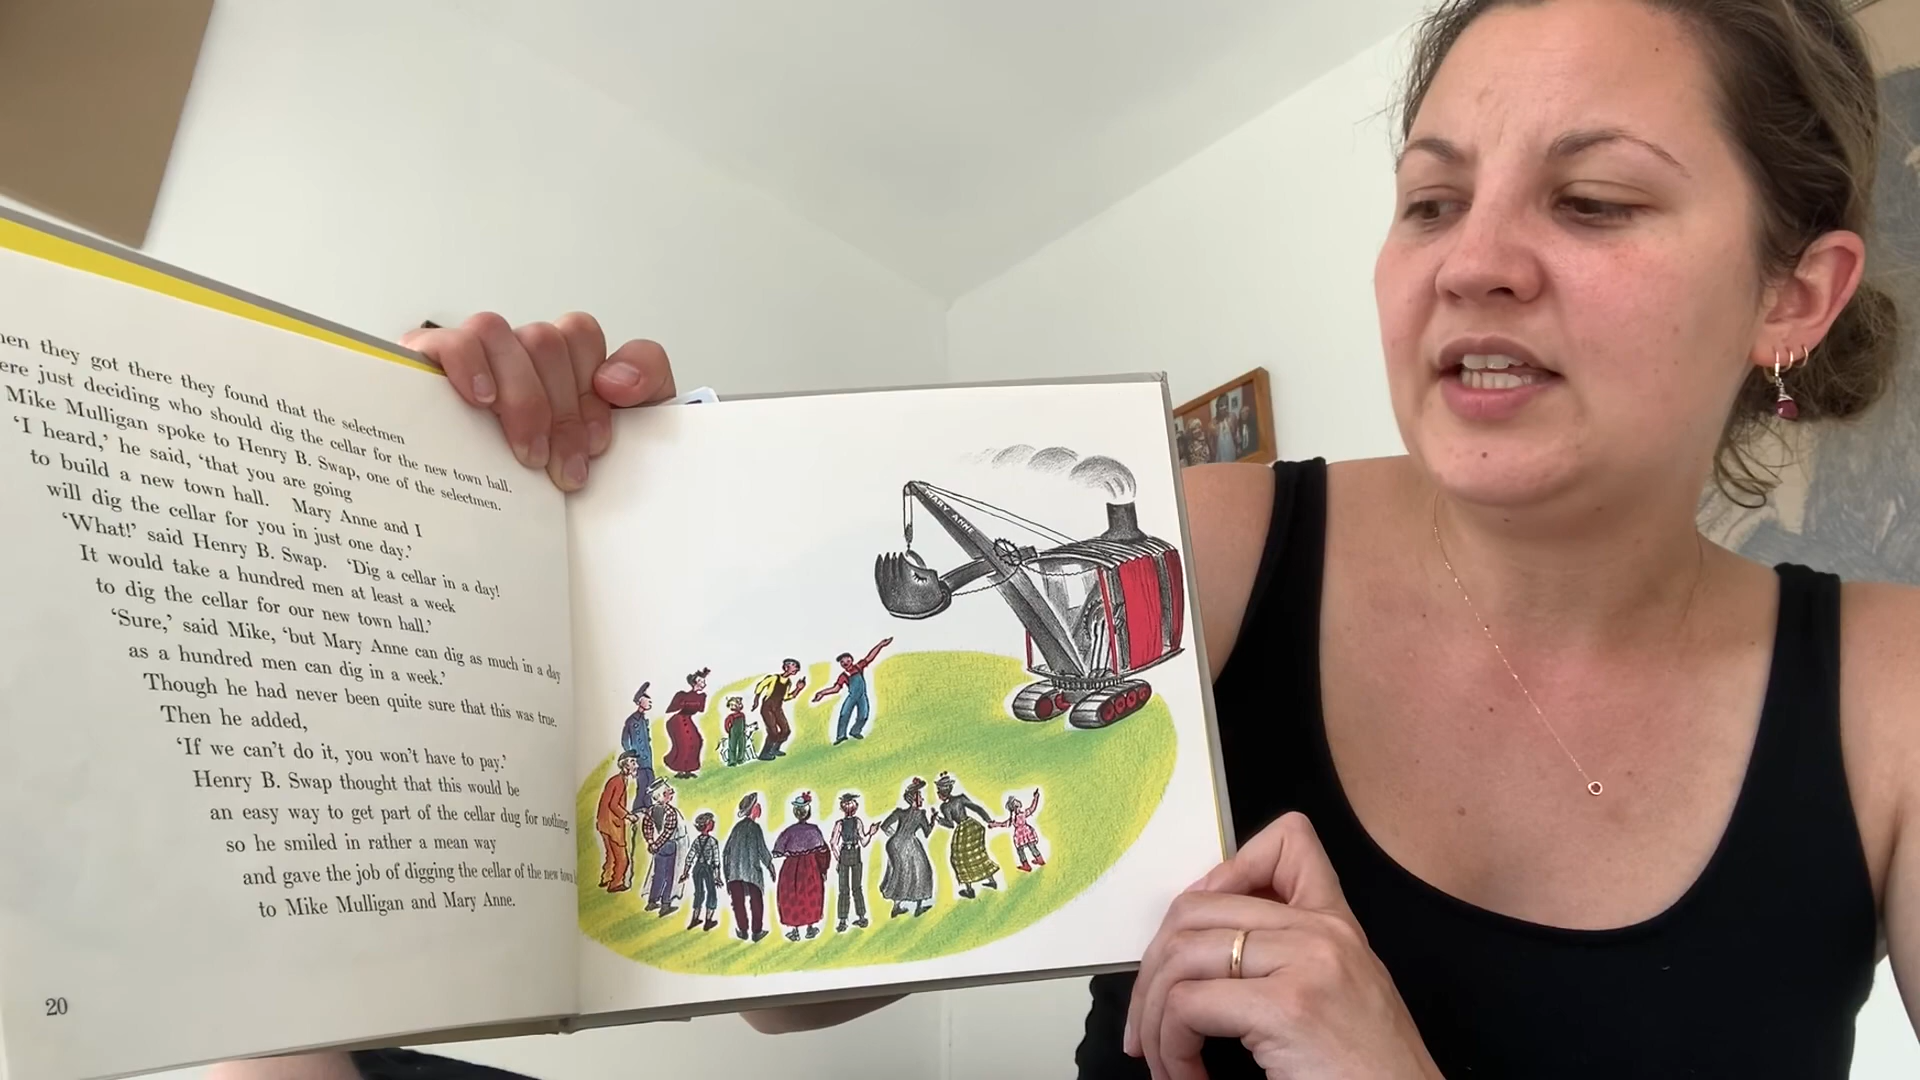 they got there they found that the selectmen
just deciding who should dig the cellar for the new town hall.
Mike Mulligan spoke to Henry B. Swap, one of the selectmen.
'I heard,' he said, 'that you are going
to build a new town hall. Mary Anne and I
will dig the cellar for you in just one day.'
'What!' said Henry B. Swap. 'Dig a cellar in a day!
It would take a hundred men at least a week
to dig the cellar for our new town hall.'
'Sure,' said Mike, 'but Mary Anne can dig as much in a day
as a hundred men can dig in a week.'
Though he had never been quite sure that this was true.
Then he added,
'If we can't do it, you won't have to pay.'
Henry B. Swap thought that this would be
an easy way to get part of the cellar dug for nothing,
so he smiled in rather a mean way
and gave the job of digging the cellar of the new town
to Mike Mulligan and Mary Anne.
20
MARY ANNE